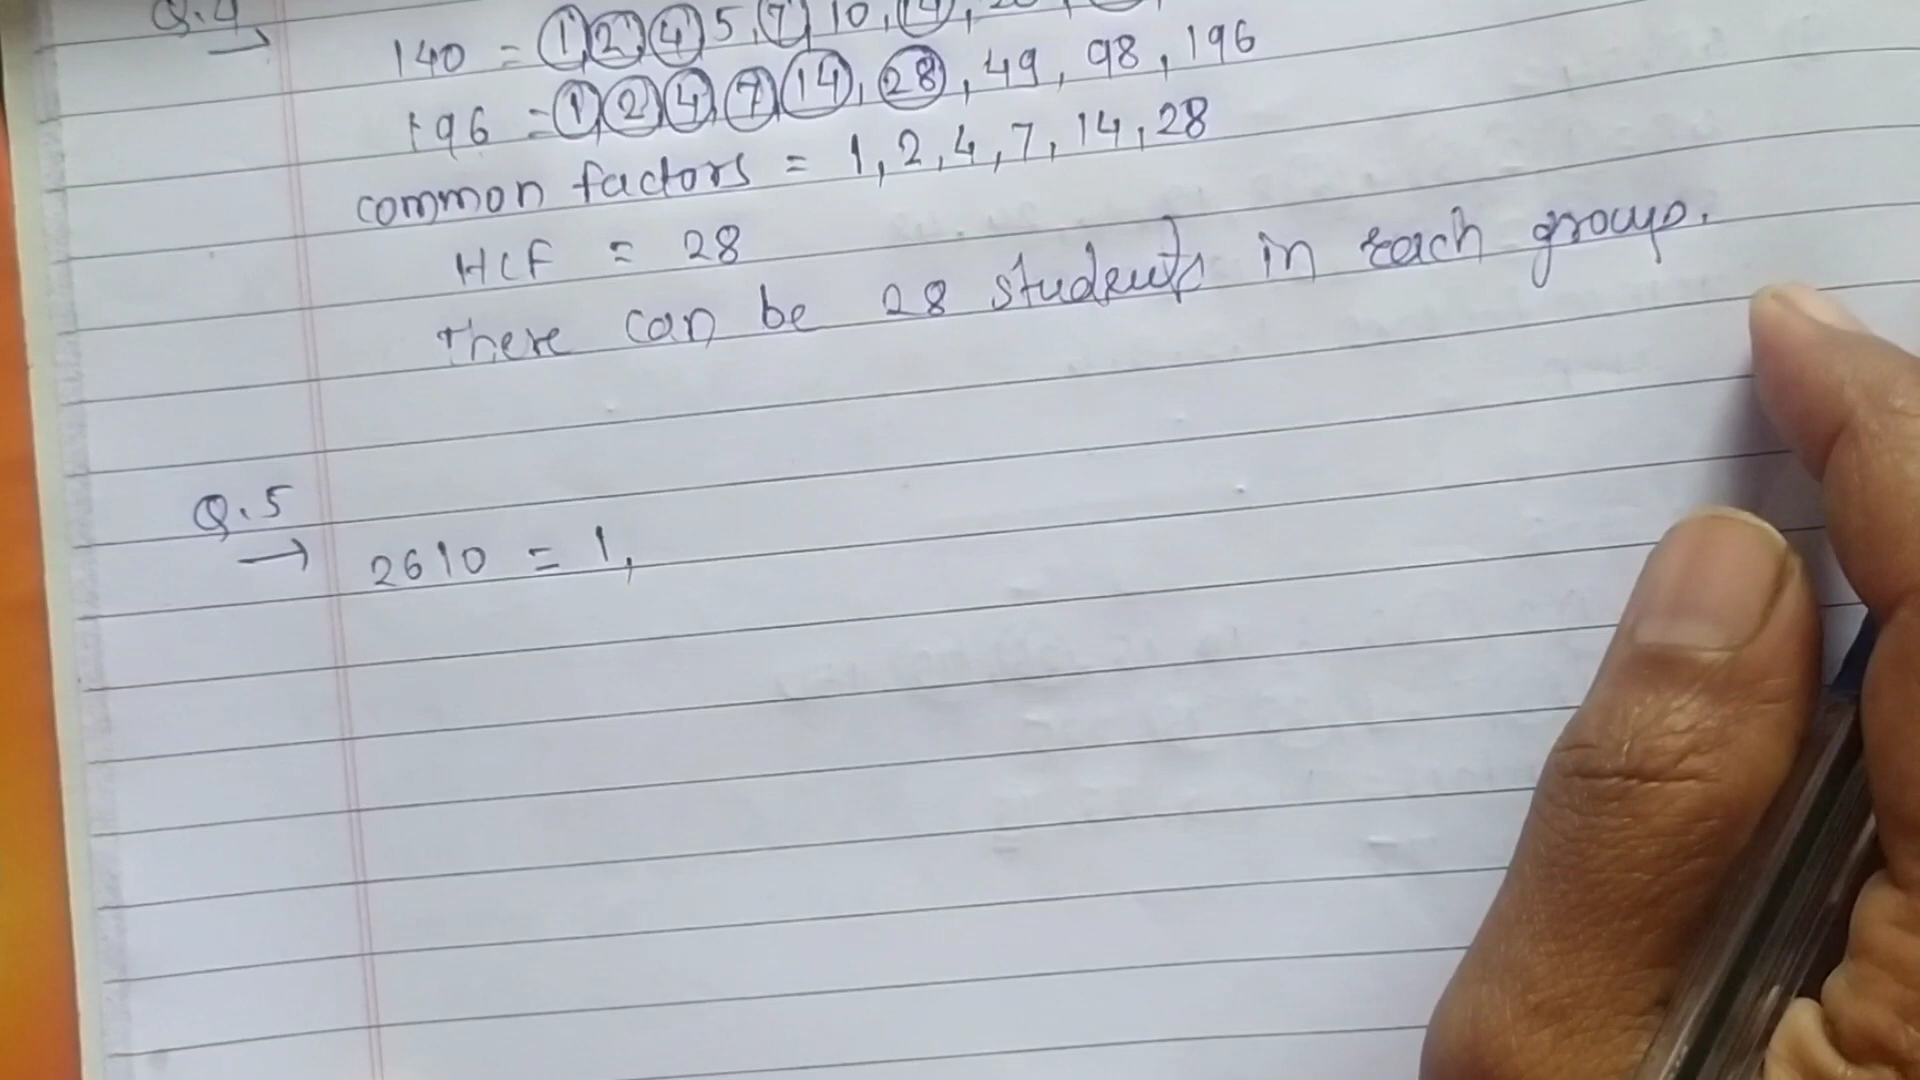 Q.4
→ 140 = 1, 2, 4, 5, 7, 10, 14,
196 = 1, 2, 4, 7, 14, 28, 49, 98, 196
common factors = 1, 2, 4, 7, 14, 28
HCF = 28
There can be 28 students in each group.
Q.5
→ 2610 = 1,